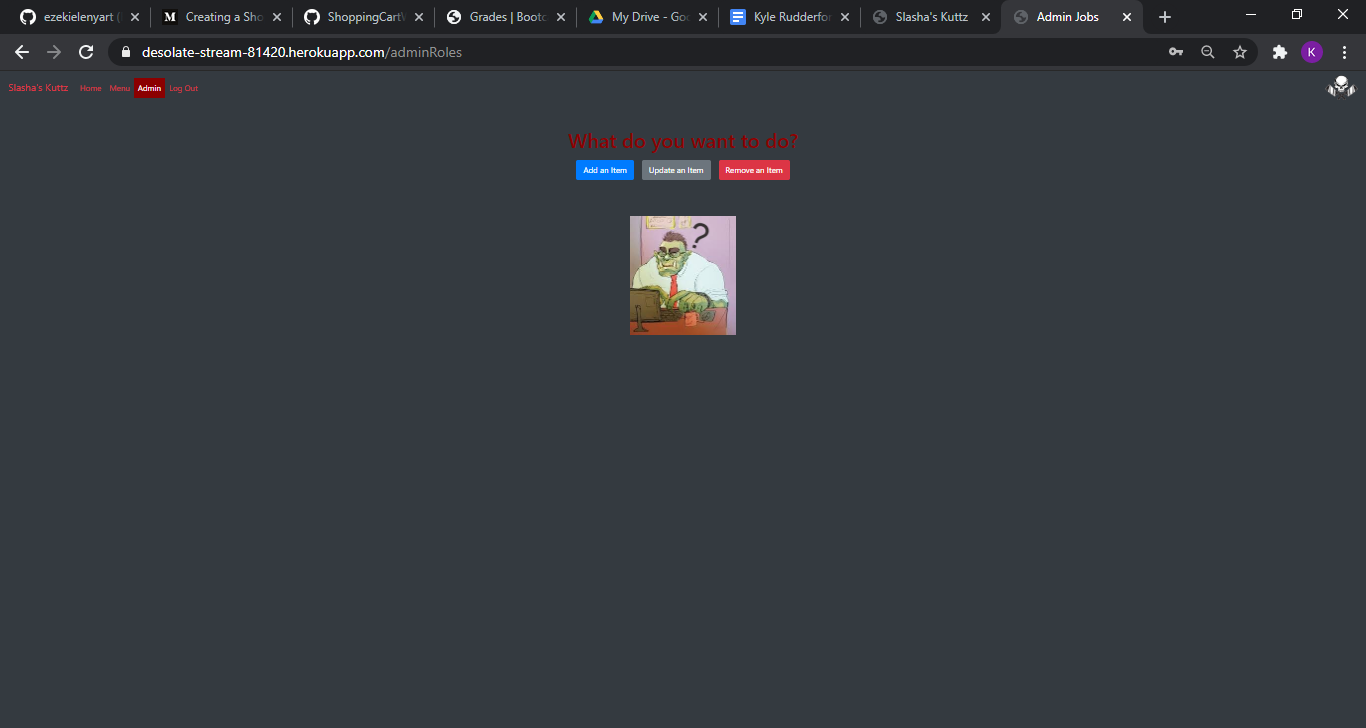 ezekielenyart (
Creating a Sho
ShoppingCartW
Grades | Bootc
My Drive - Goo
Kyle Rudderfor
Slasha's Kuttz
Admin Jobs
desolate-stream-81420.herokuapp.com/adminRoles
K
Slasha's Kuttz Home Menu Admin Log Out
What do you want to do?
Add an Item Update an Item Remove an Item
?